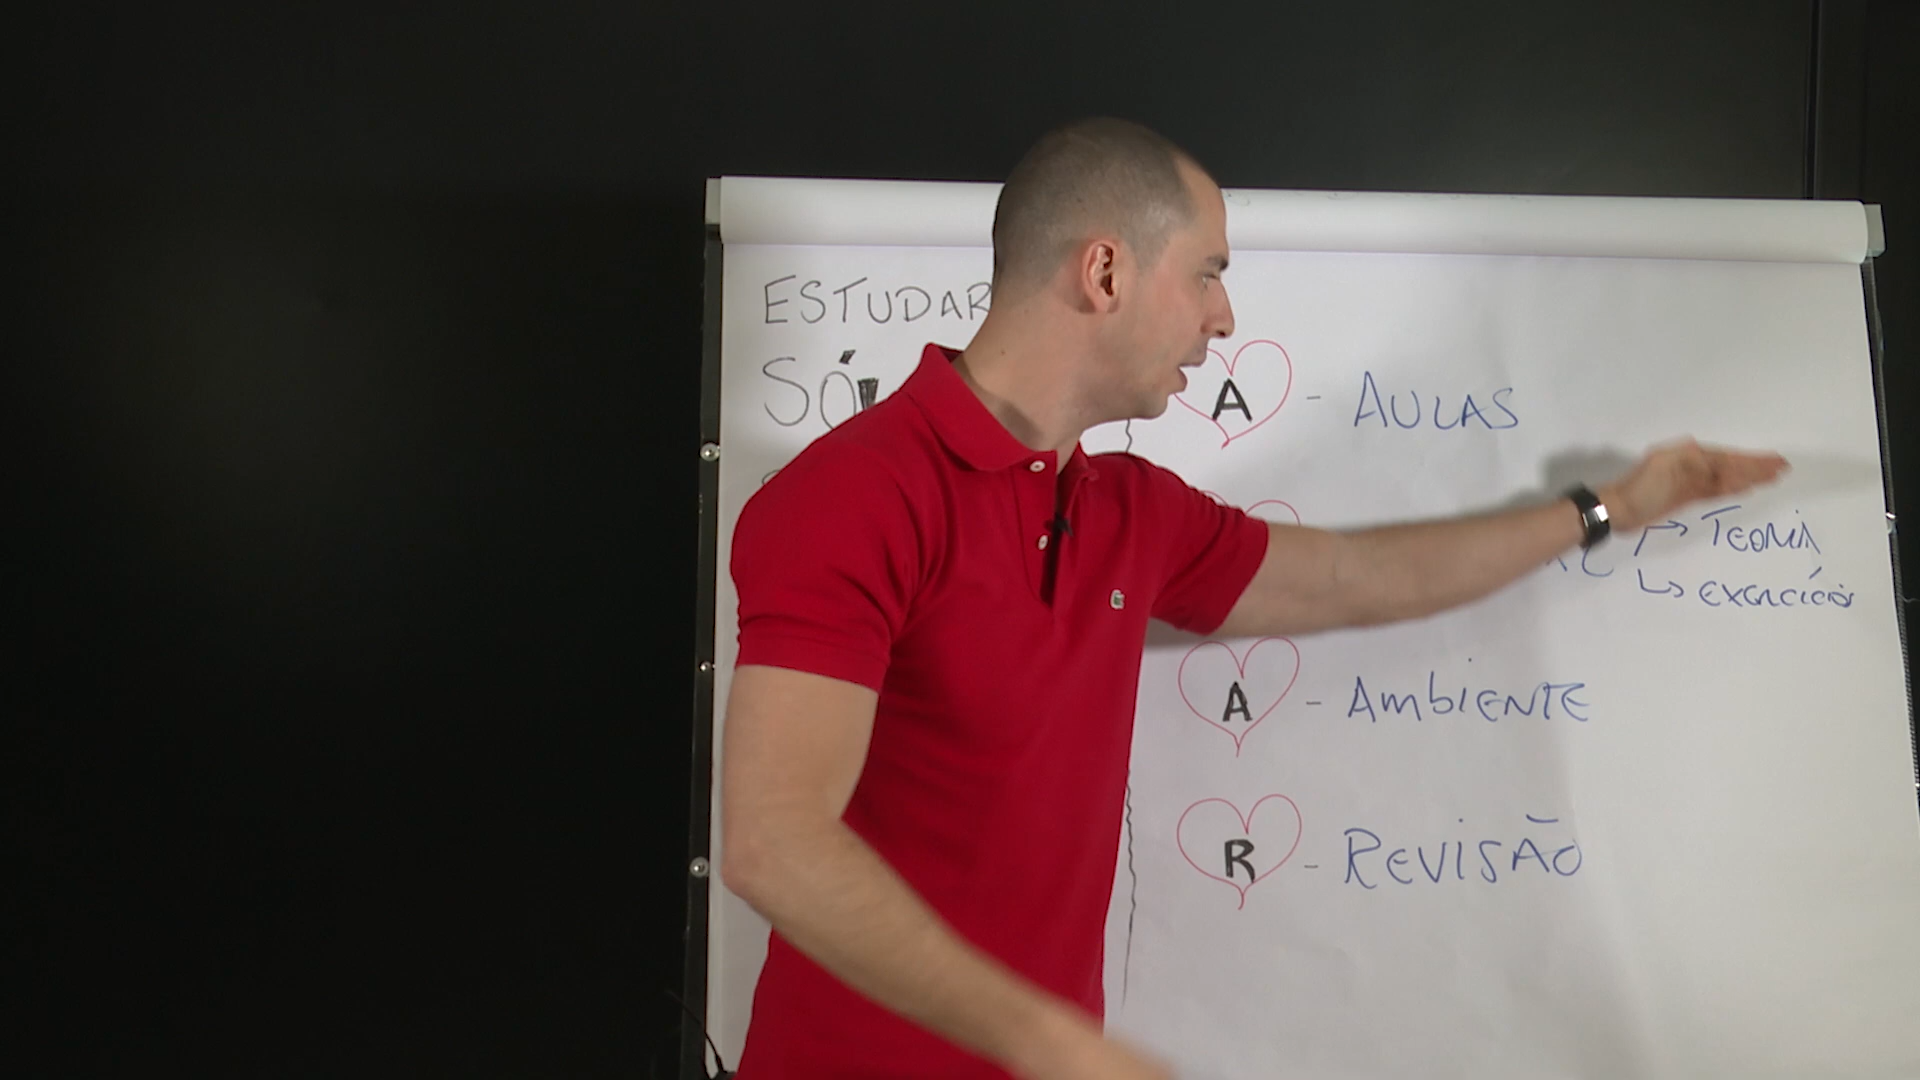 ESTUDAR
SÓ
A - AULAS
→ TEORIA
↳ EXERCÍCIOS
A - AMBIENTE
R - REVISÃO